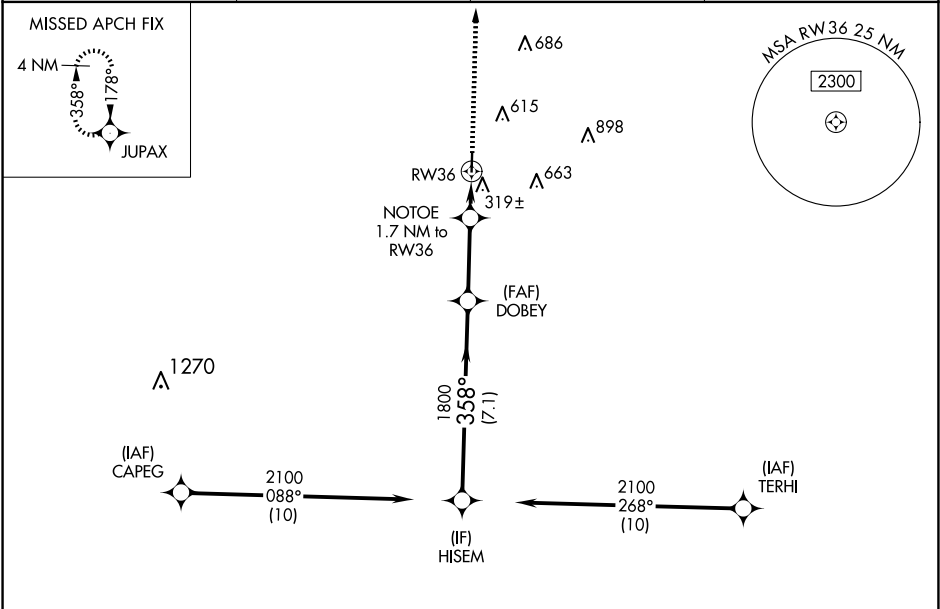 MISSED APCH FIX
4 NM
358°
178°
JUPAX
686
615
898
663
319±
RW36
NOTOE
1.7 NM to
RW36
(FAF)
DOBEY
MSA RW36 25 NM
2300
1270
1800
358°
(7.1)
(IAF)
CAPEG
2100
088°
(10)
(IF)
HISEM
2100
268°
(10)
(IAF)
TERHI